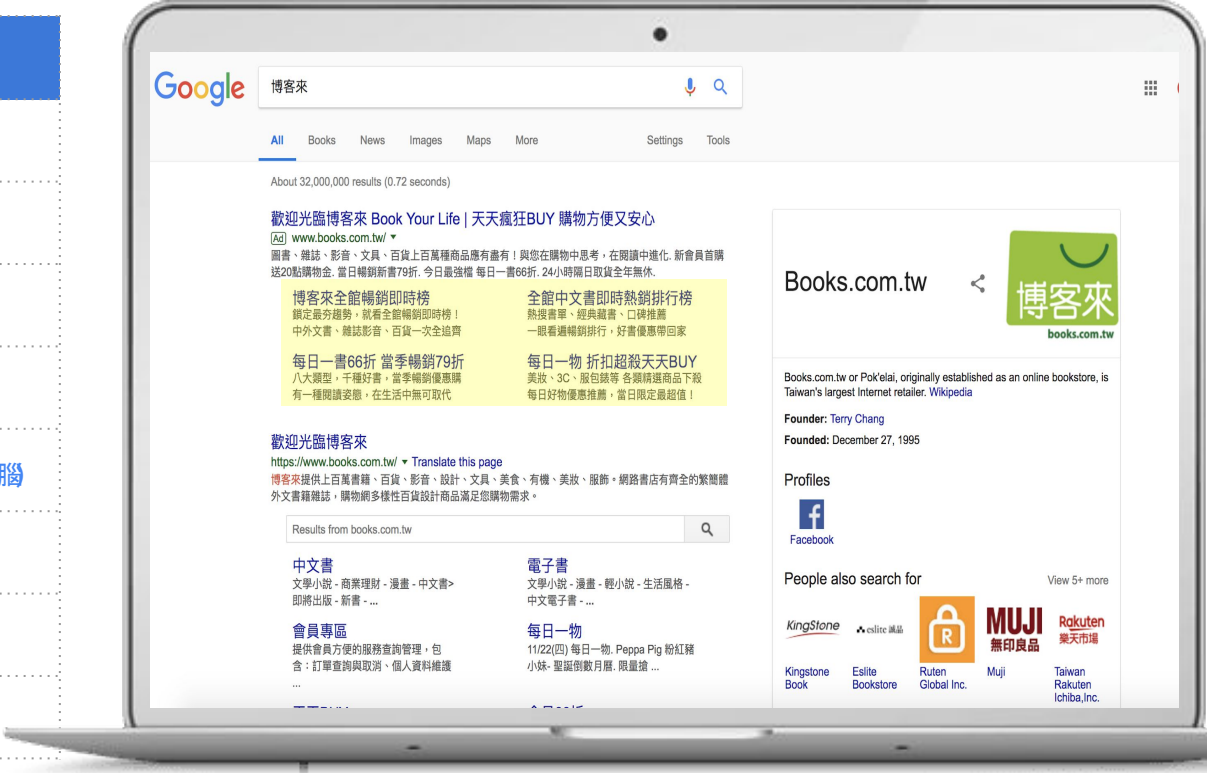 腦
Google
博客來
All Books News Images Maps More Settings Tools
About 32,000,000 results (0.72 seconds)
歡迎光臨博客來 Book Your Life | 天天瘋狂BUY 購物方便又安心
Ad www.books.com.tw/
圖書、雜誌、影音、文具、百貨上百萬種商品應有盡有！與您在購物中思考，在閱讀中進化. 新會員首購
送20點購物金. 當日暢銷新書79折. 今日最強檔 每日一書66折. 24小時隔日取貨全年無休.
博客來全館暢銷即時榜
鎖定最夯趨勢，就看全館暢銷即時榜！
中外文書、雜誌影音、百貨一次全追齊
全館中文書即時熱銷排行榜
熱搜書單、經典藏書、口碑推薦
一眼看遍暢銷排行，好書優惠帶回家
每日一書66折 當季暢銷79折
八大類型，千種好書，當季暢銷優惠購
有一種閱讀姿態，在生活中無可取代
每日一物 折扣超殺天天BUY
美妝、3C、服包錶等 各類精選商品下殺
每日好物優惠推薦，當日限定最超值！
歡迎光臨博客來
https://www.books.com.tw/ Translate this page
博客來提供上百萬書籍、百貨、影音、設計、文具、美食、有機、美妝、服飾。網路書店有齊全的繁簡體
外文書籍雜誌，購物網多樣性百貨設計商品滿足您購物需求。
Results from books.com.tw
中文書
文學小說 - 商業理財 - 漫畫 - 中文書>
即將出版 - 新書 - ...
電子書
文學小說 - 漫畫 - 輕小說 - 生活風格 -
中文電子書 - ...
會員專區
提供會員方便的服務查詢管理，包
含：訂單查詢與取消、個人資料維護
...
每日一物
11/22(四) 每日一物. Peppa Pig 粉紅豬
小妹- 聖誕倒數月曆. 限量搶 ...
Books.com.tw
博客來
books.com.tw
Books.com.tw or Pok'elai, originally established as an online bookstore, is
Taiwan's largest Internet retailer. Wikipedia
Founder: Terry Chang
Founded: December 27, 1995
Profiles
Facebook
People also search for View 5+ more
KingStone
eslite 誠品
R
MUJI
無印良品
Rakuten
樂天市場
Kingstone
Book
Eslite
Bookstore
Ruten
Global Inc.
Muji
Taiwan
Rakuten
Ichiba,Inc.